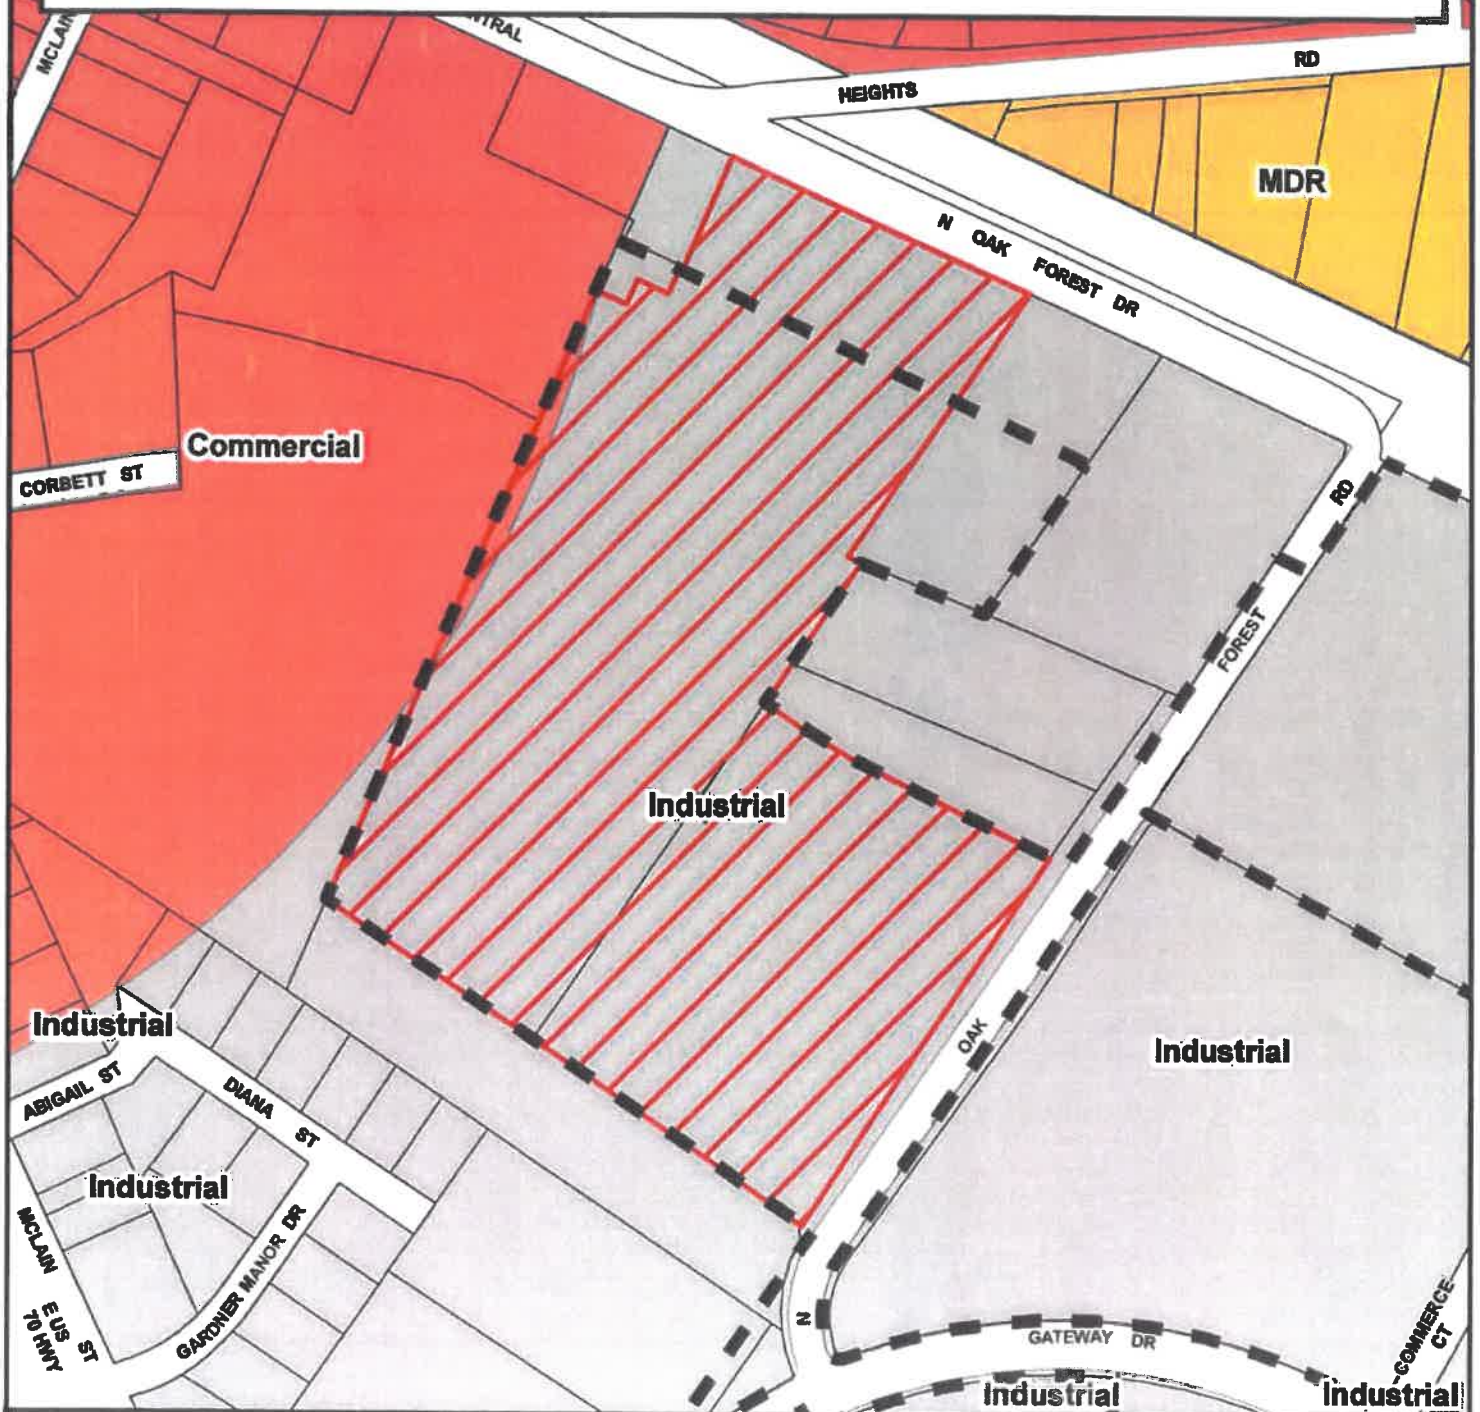 MCLAIN
NTRAL
HEIGHTS
RD
MDR
N OAK FOREST DR
Commercial
CORBETT ST
RD
FOREST
Industrial
OAK
Industrial
Industrial
ABIGAIL ST
DIANA ST
Industrial
MCLAIN ST
E US
70 HWY
GARDNER MANOR DR
N
GATEWAY DR
COMMERCE
CT
Industrial
Industrial